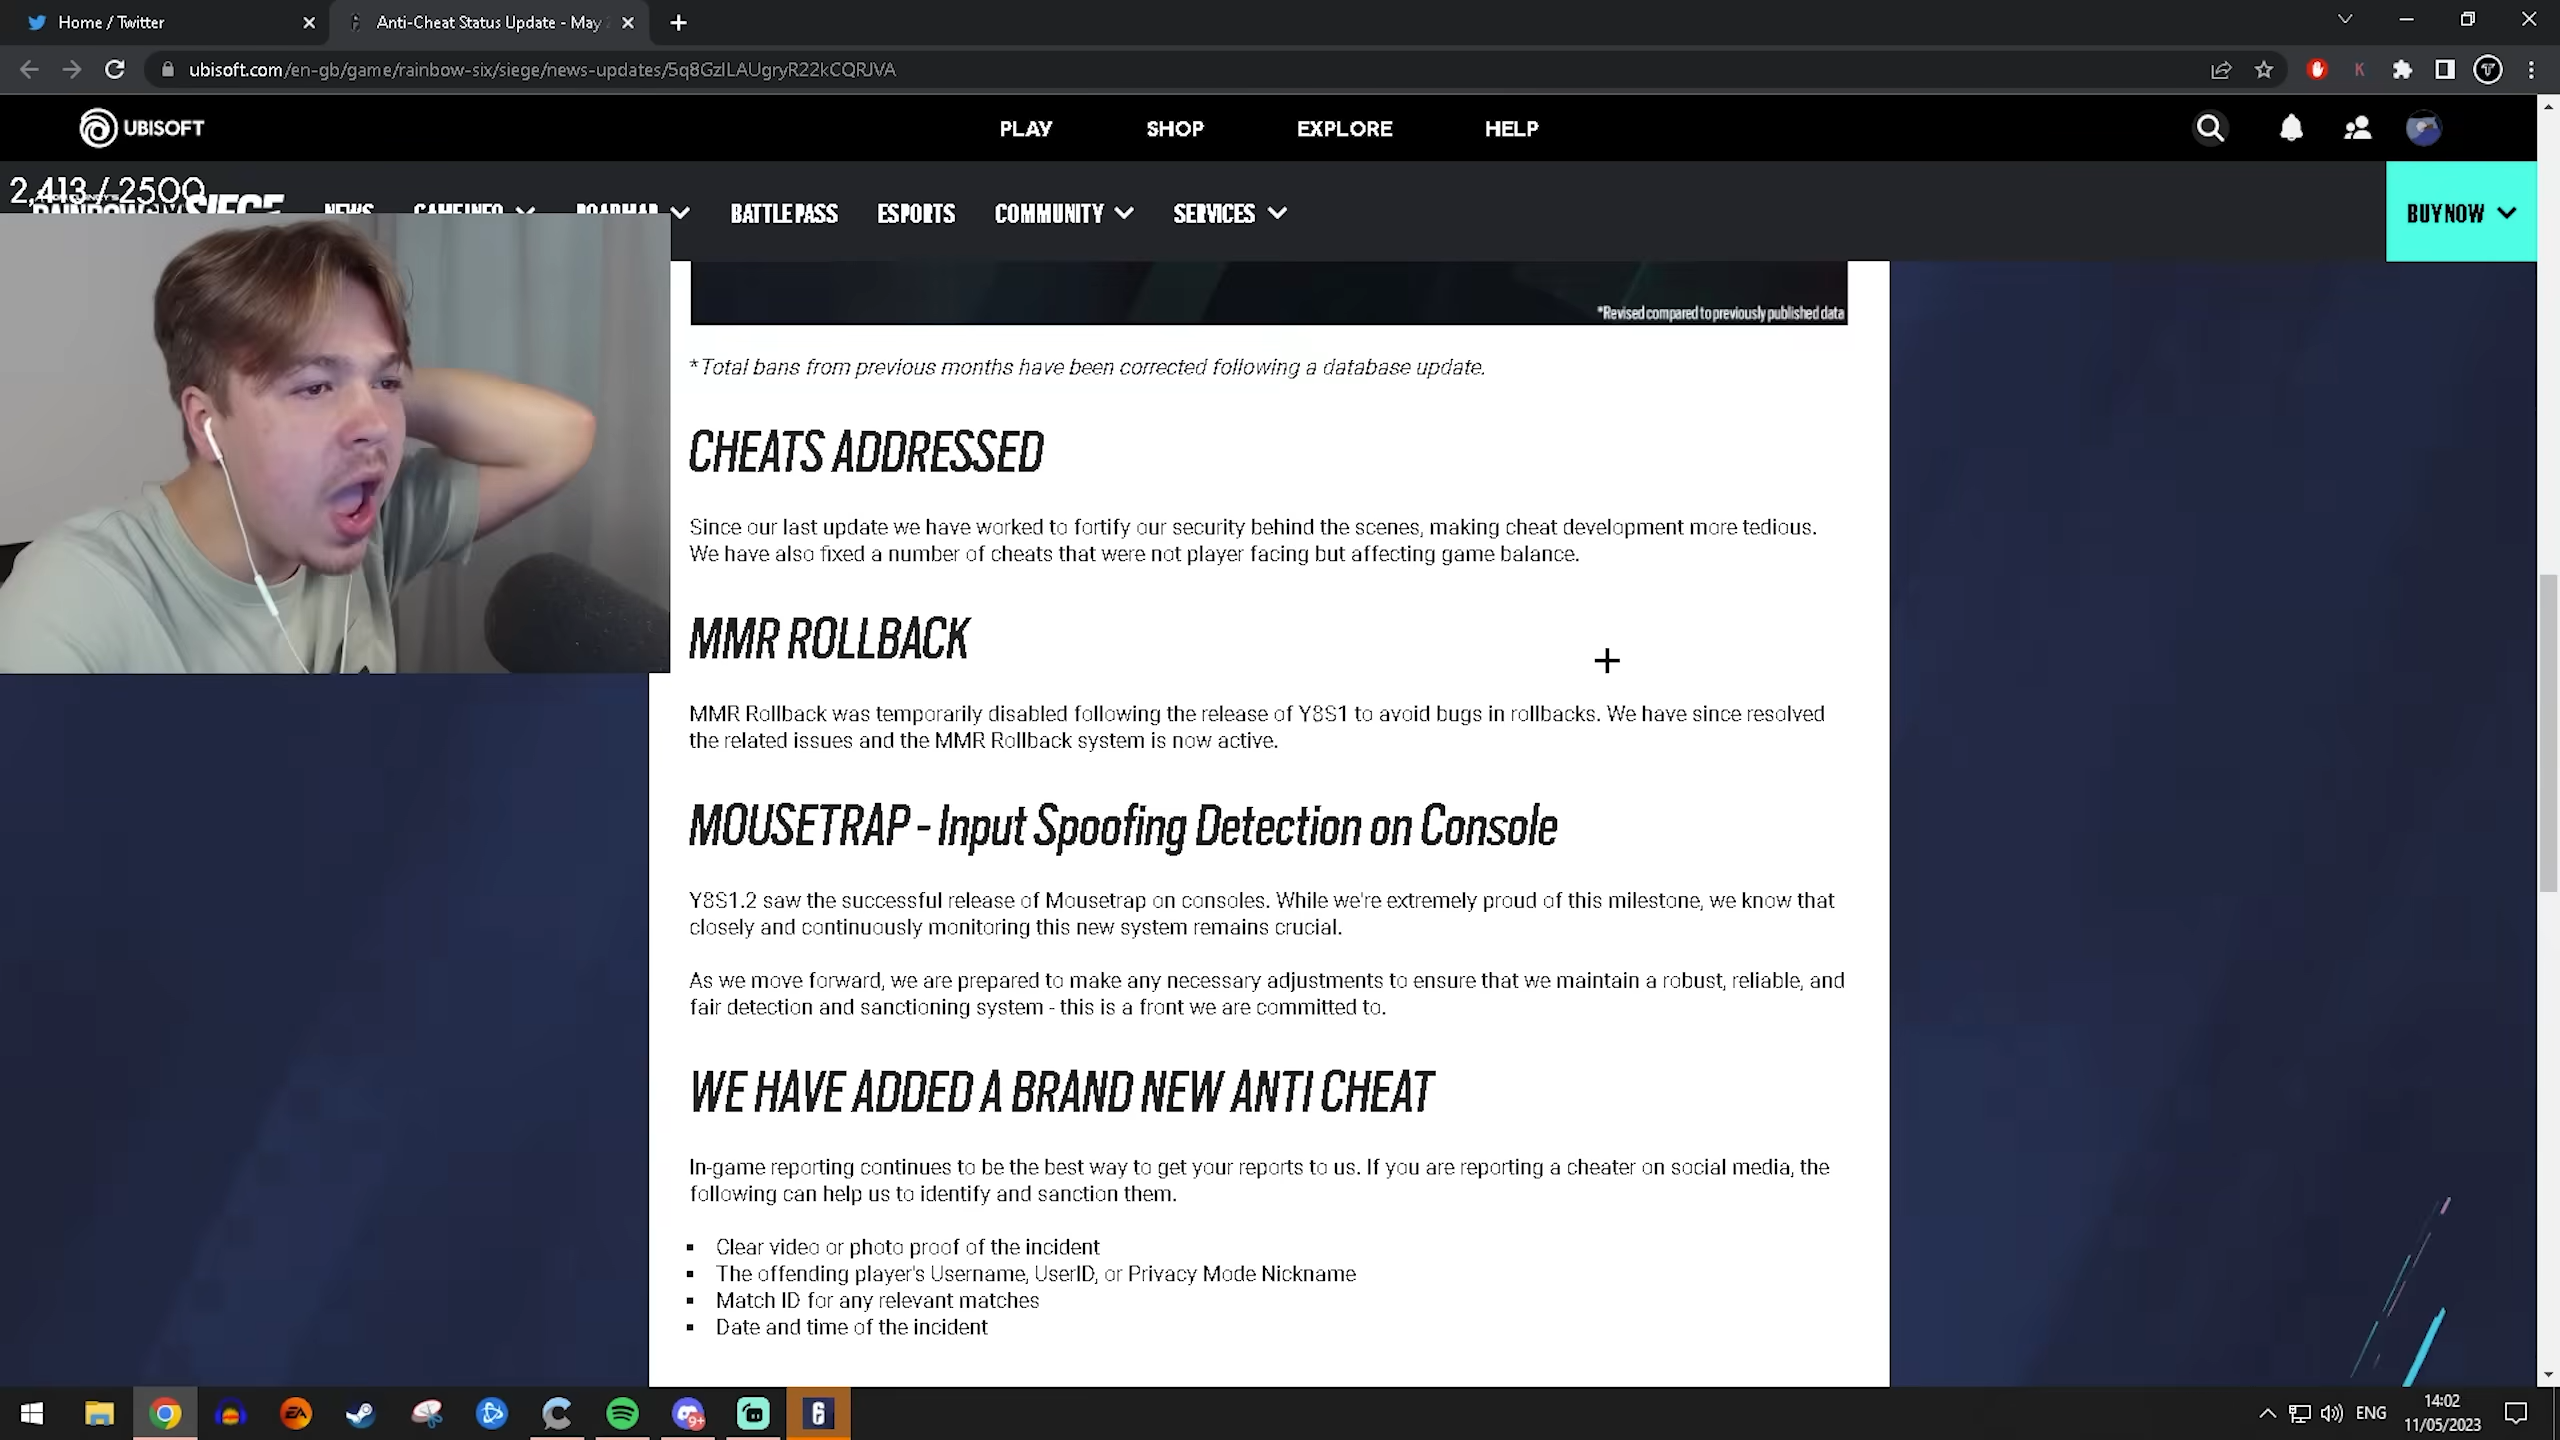 Home / Twitter
Anti-Cheat Status Update - May
ubisoft.com/en-gb/game/rainbow-six/siege/news-updates/5q8GzlLAUgryR22kCQRJVA
UBISOFT
PLAY
SHOP
EXPLORE
HELP
2,413 / 2500
SIEGE
NEWS
GAME INFO
ROADMAP
BATTLE PASS
ESPORTS
COMMUNITY
SERVICES
BUY NOW
*Revised compared to previously published data
*Total bans from previous months have been corrected following a database update.
CHEATS ADDRESSED
Since our last update we have worked to fortify our security behind the scenes, making cheat development more tedious.
We have also fixed a number of cheats that were not player facing but affecting game balance.
MMR ROLLBACK
MMR Rollback was temporarily disabled following the release of Y8S1 to avoid bugs in rollbacks. We have since resolved
the related issues and the MMR Rollback system is now active.
MOUSETRAP - Input Spoofing Detection on Console
Y8S1.2 saw the successful release of Mousetrap on consoles. While we're extremely proud of this milestone, we know that
closely and continuously monitoring this new system remains crucial.
As we move forward, we are prepared to make any necessary adjustments to ensure that we maintain a robust, reliable, and
fair detection and sanctioning system - this is a front we are committed to.
WE HAVE ADDED A BRAND NEW ANTI CHEAT
In-game reporting continues to be the best way to get your reports to us. If you are reporting a cheater on social media, the
following can help us to identify and sanction them.
Clear video or photo proof of the incident
The offending player's Username, UserID, or Privacy Mode Nickname
Match ID for any relevant matches
Date and time of the incident
EA
9+
6
ENG
14:02
11/05/2023